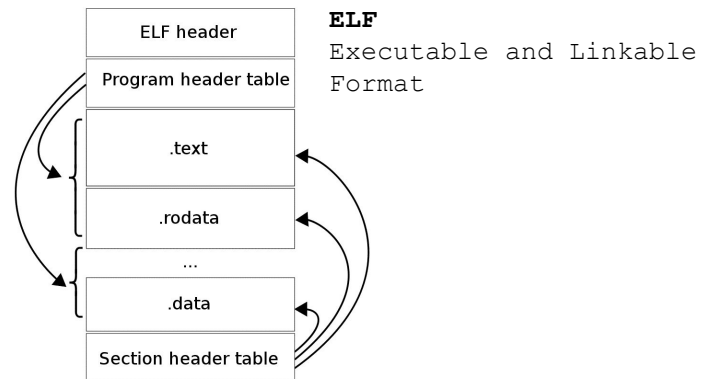 ELF header
Program header table
.text
.rodata
...
.data
Section header table
ELF
Executable and Linkable
Format